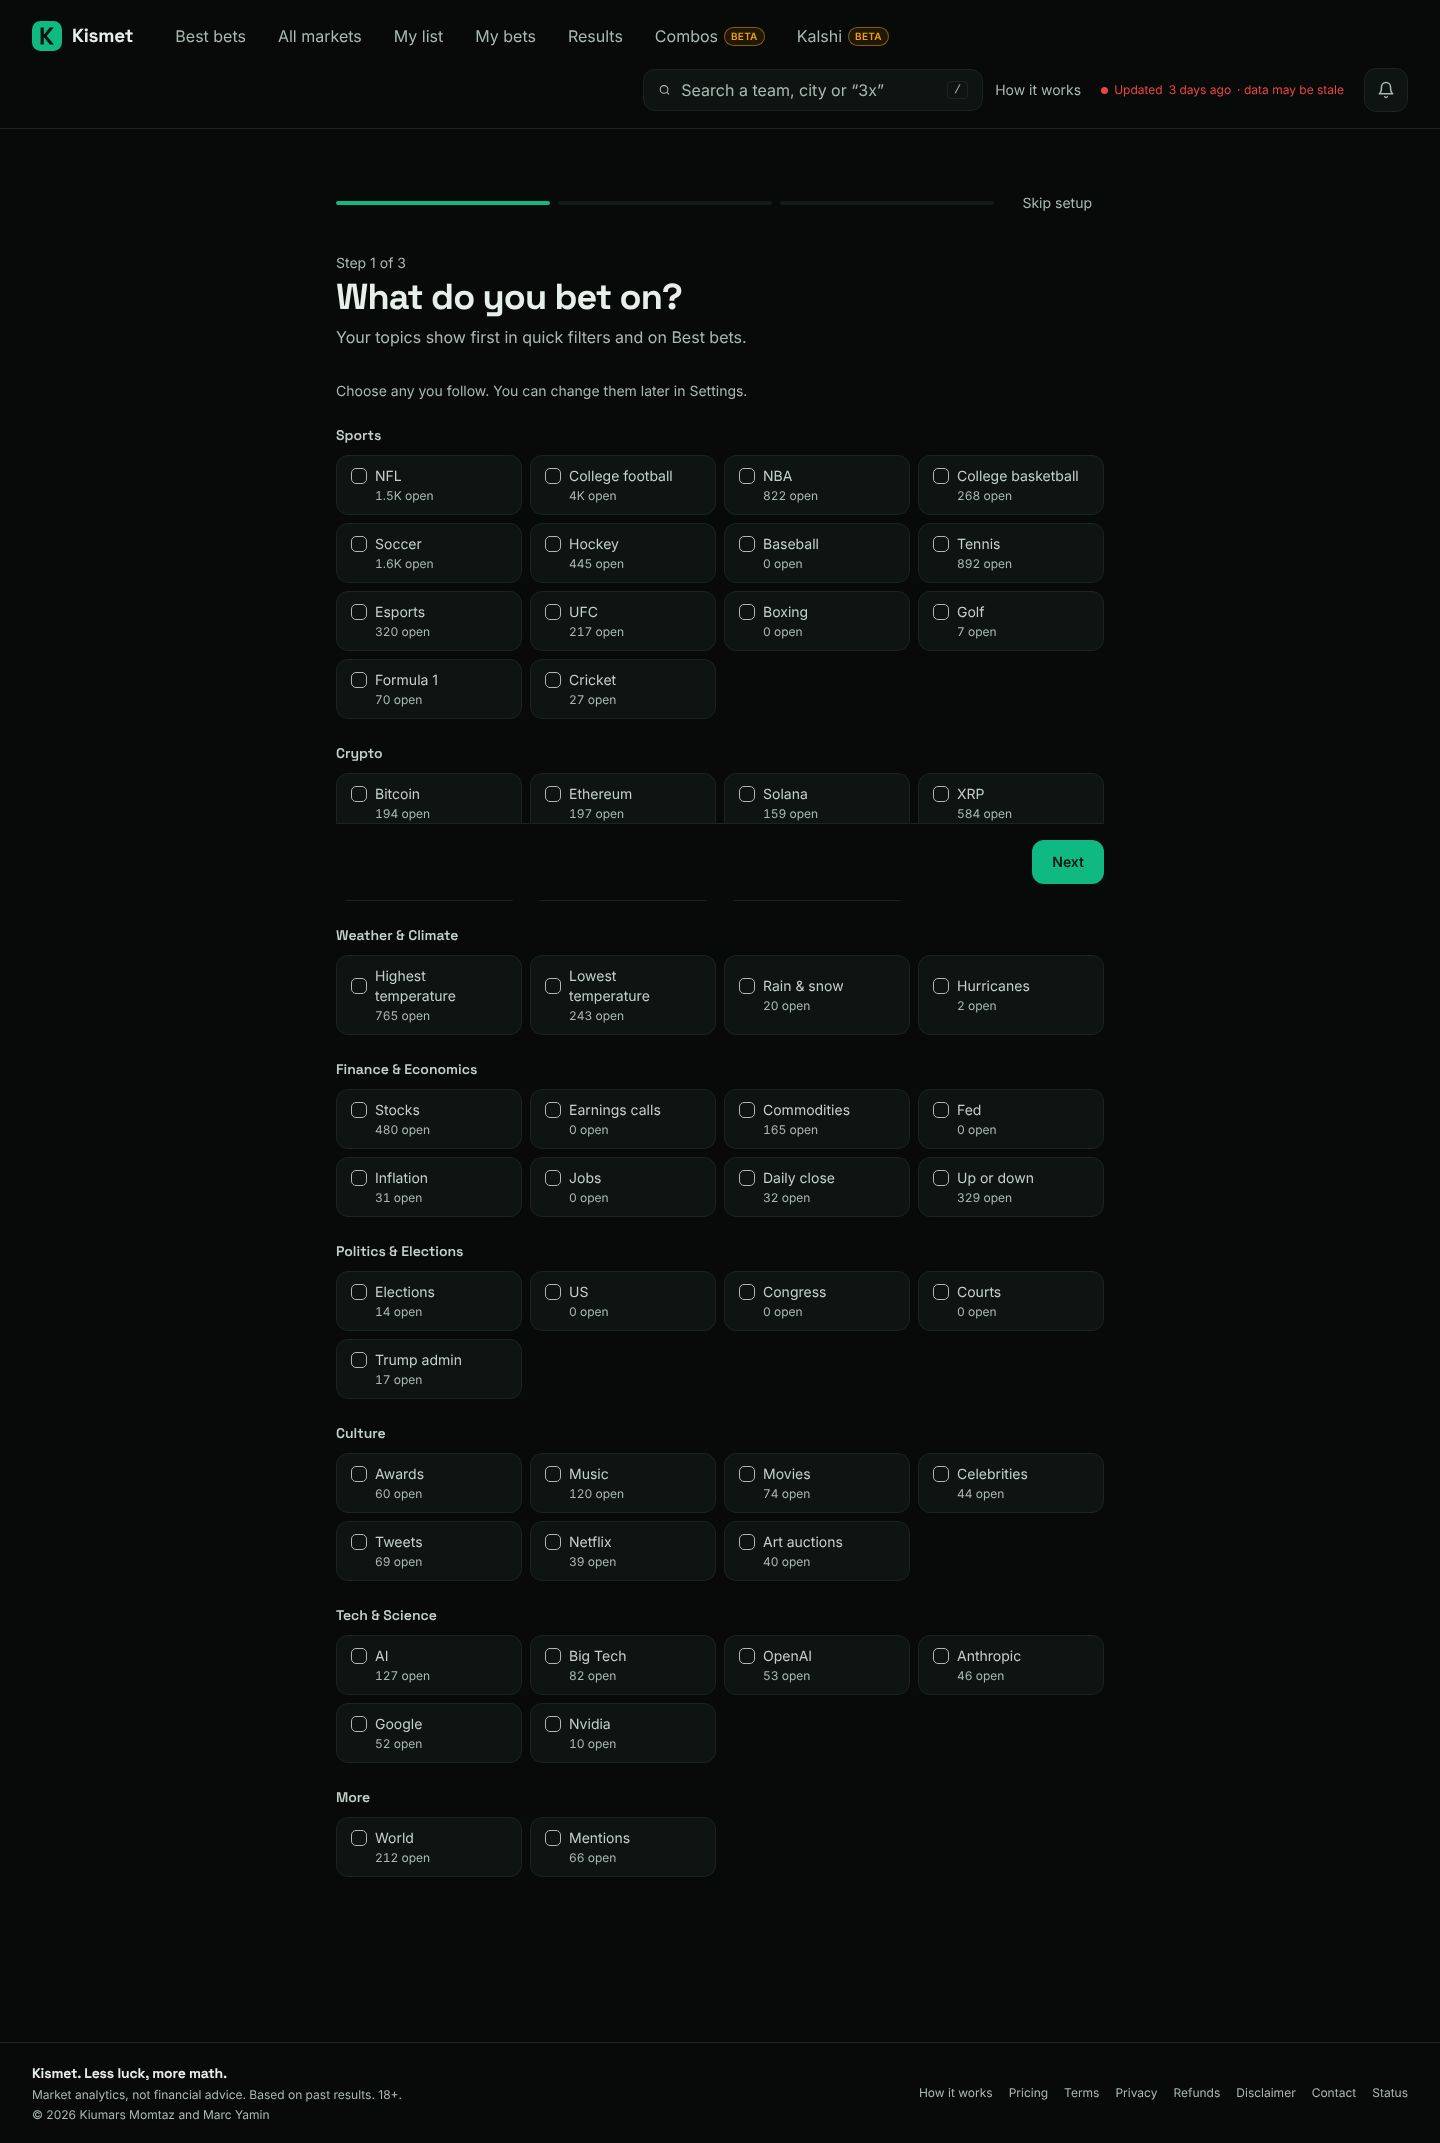 Kismet
Best bets
All markets
My list
My bets
Results
Combos BETA
Kalshi BETA
Search a team, city or “3x” /
How it works
Updated 3 days ago · data may be stale
Skip setup
Step 1 of 3
What do you bet on?
Your topics show first in quick filters and on Best bets.
Choose any you follow. You can change them later in Settings.
Sports
NFL
1.5K open
College football
4K open
NBA
822 open
College basketball
268 open
Soccer
1.6K open
Hockey
445 open
Baseball
0 open
Tennis
892 open
Esports
320 open
UFC
217 open
Boxing
0 open
Golf
7 open
Formula 1
70 open
Cricket
27 open
Crypto
Bitcoin
194 open
Ethereum
197 open
Solana
159 open
XRP
584 open
Next
Weather & Climate
Highest
temperature
765 open
Lowest
temperature
243 open
Rain & snow
20 open
Hurricanes
2 open
Finance & Economics
Stocks
480 open
Earnings calls
0 open
Commodities
165 open
Fed
0 open
Inflation
31 open
Jobs
0 open
Daily close
32 open
Up or down
329 open
Politics & Elections
Elections
14 open
US
0 open
Congress
0 open
Courts
0 open
Trump admin
17 open
Culture
Awards
60 open
Music
120 open
Movies
74 open
Celebrities
44 open
Tweets
69 open
Netflix
39 open
Art auctions
40 open
Tech & Science
AI
127 open
Big Tech
82 open
OpenAI
53 open
Anthropic
46 open
Google
52 open
Nvidia
10 open
More
World
212 open
Mentions
66 open
Kismet. Less luck, more math.
Market analytics, not financial advice. Based on past results. 18+.
© 2026 Kiumars Momtaz and Marc Yamin
How it works
Pricing
Terms
Privacy
Refunds
Disclaimer
Contact
Status